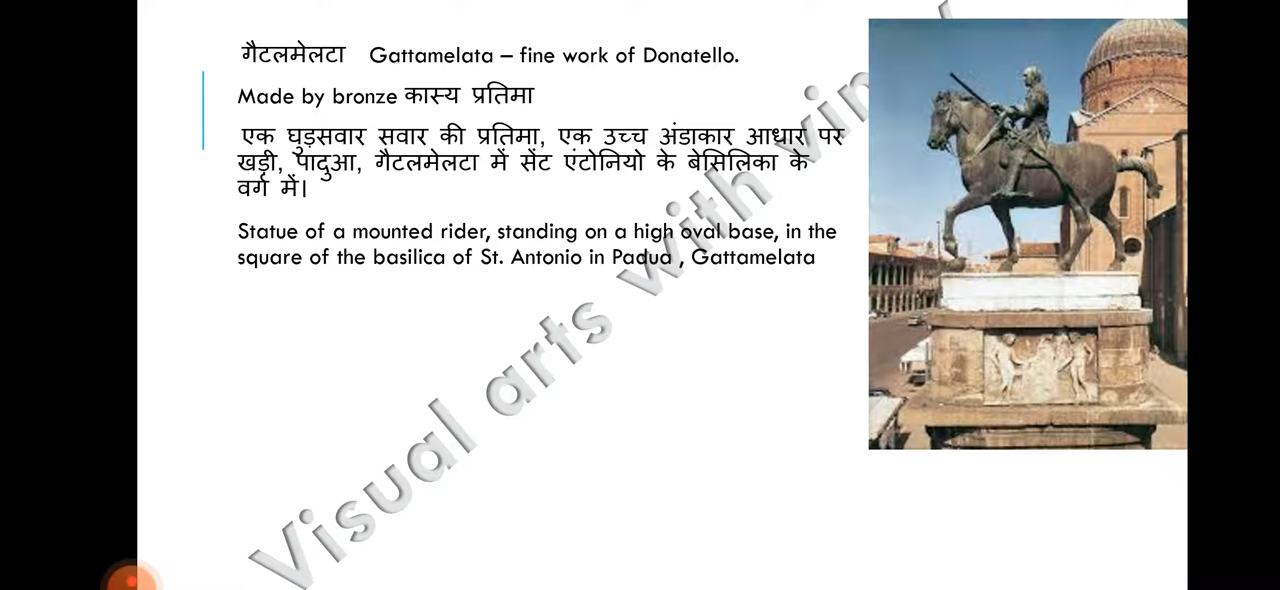 गैटलमेलटा Gattamelata – fine work of Donatello.
Made by bronze कास्य प्रतिमा
एक घुड़सवार सवार की प्रतिमा, एक उच्च अंडाकार आधार पर
खड़ी, पादुआ, गैटलमेलटा में सेंट एंटोनियो के बेसिलिका के
वर्ग में।
Statue of a mounted rider, standing on a high oval base, in the
square of the basilica of St. Antonio in Padua , Gattamelata
Visual arts with